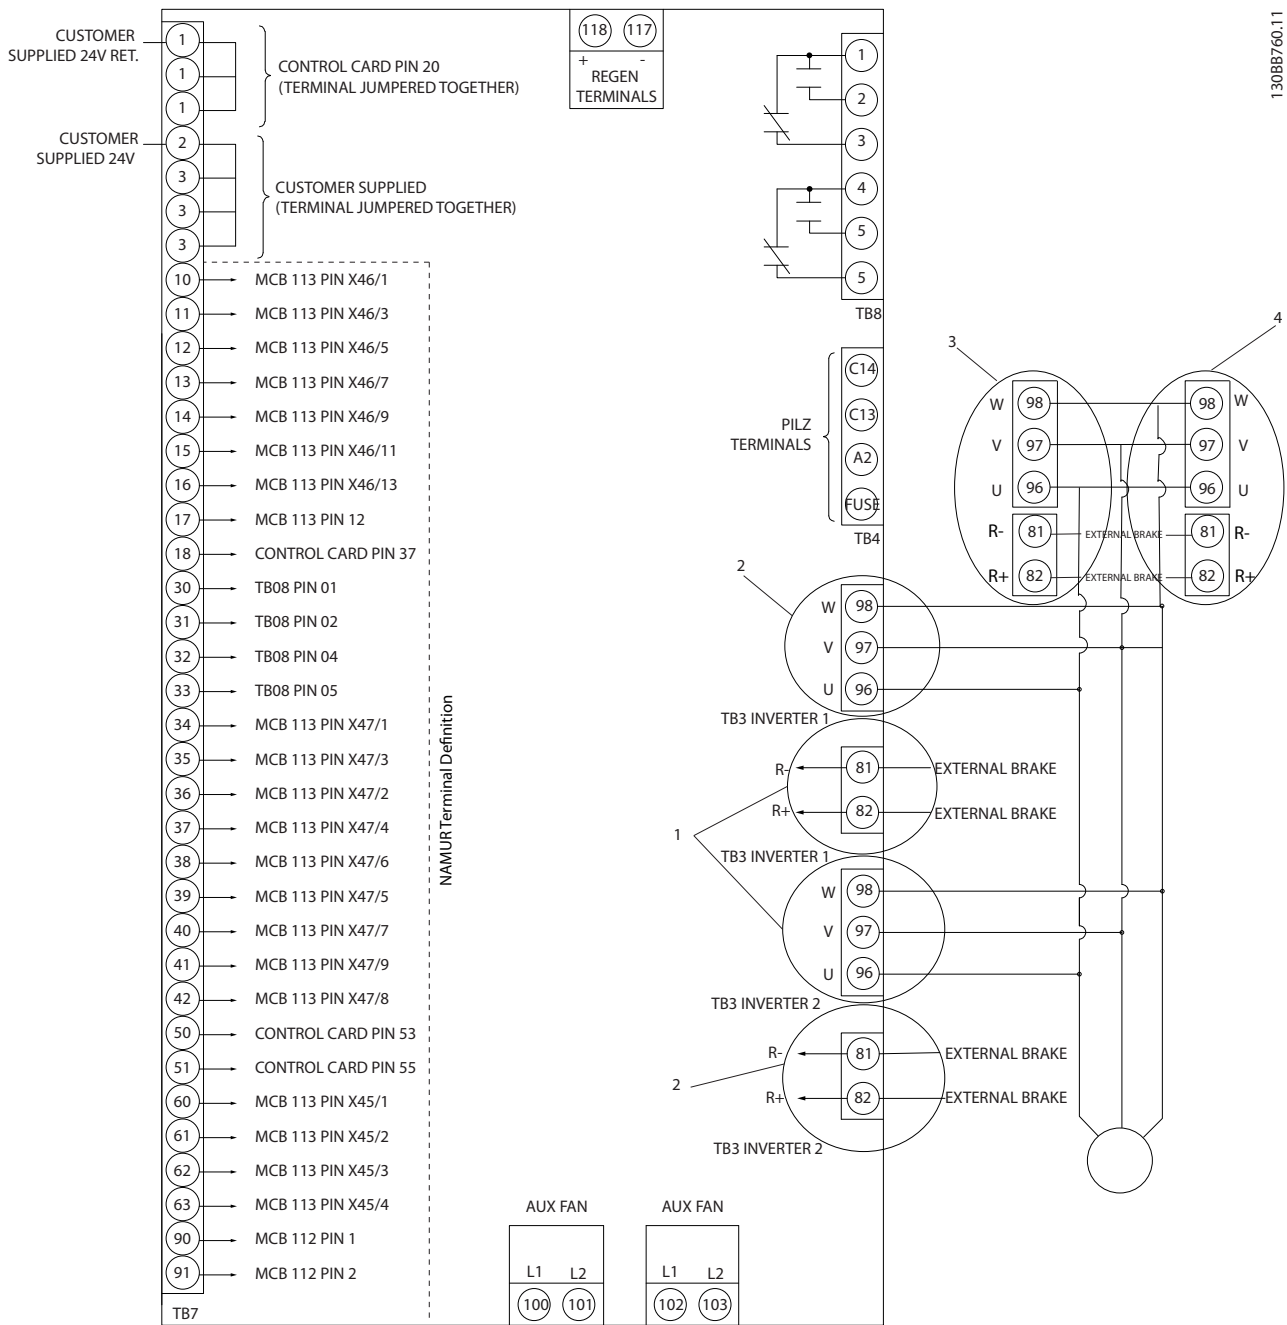 130BB760.11
CUSTOMER
SUPPLIED 24V RET.
1
1
1
CONTROL CARD PIN 20
(TERMINAL JUMPERED TOGETHER)
CUSTOMER
SUPPLIED 24V
2
3
3
3
CUSTOMER SUPPLIED
(TERMINAL JUMPERED TOGETHER)
10 MCB 113 PIN X46/1
11 MCB 113 PIN X46/3
12 MCB 113 PIN X46/5
13 MCB 113 PIN X46/7
14 MCB 113 PIN X46/9
15 MCB 113 PIN X46/11
16 MCB 113 PIN X46/13
17 MCB 113 PIN 12
18 CONTROL CARD PIN 37
30 TB08 PIN 01
31 TB08 PIN 02
32 TB08 PIN 04
33 TB08 PIN 05
34 MCB 113 PIN X47/1
35 MCB 113 PIN X47/3
36 MCB 113 PIN X47/2
37 MCB 113 PIN X47/4
38 MCB 113 PIN X47/6
39 MCB 113 PIN X47/5
40 MCB 113 PIN X47/7
41 MCB 113 PIN X47/9
42 MCB 113 PIN X47/8
50 CONTROL CARD PIN 53
51 CONTROL CARD PIN 55
60 MCB 113 PIN X45/1
61 MCB 113 PIN X45/2
62 MCB 113 PIN X45/3
63 MCB 113 PIN X45/4
90 MCB 112 PIN 1
91 MCB 112 PIN 2
TB7
NAMUR Terminal Definition
118 117
+ -
REGEN
TERMINALS
1
2
3
4
5
5
TB8
PILZ
TERMINALS
C14
C13
A2
FUSE
TB4
2
W 98
V 97
U 96
TB3 INVERTER 1
R- 81 EXTERNAL BRAKE
R+ 82 EXTERNAL BRAKE
1
TB3 INVERTER 1
W 98
V 97
U 96
TB3 INVERTER 2
R- 81 EXTERNAL BRAKE
2
R+ 82 EXTERNAL BRAKE
TB3 INVERTER 2
3 4
W 98 98 W
V 97 97 V
U 96 96 U
R- 81 EXTERNAL BRAKE 81 R-
R+ 82 EXTERNAL BRAKE 82 R+
AUX FAN
L1 L2
100 101
AUX FAN
L1 L2
102 103